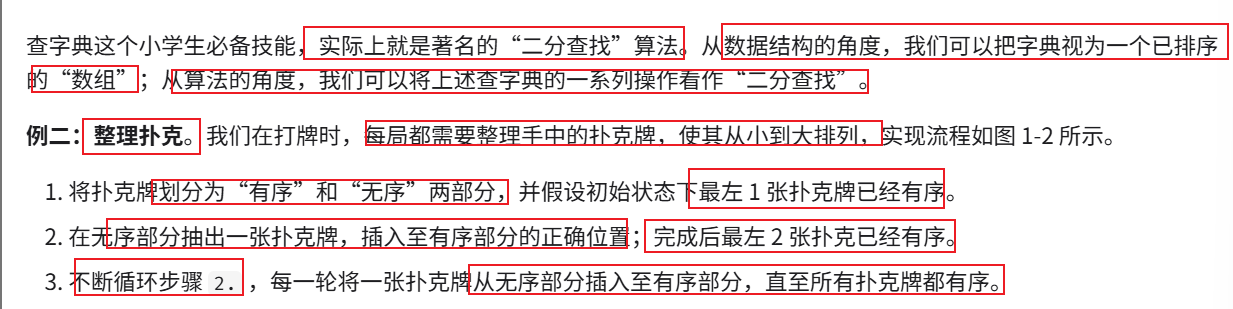 查字典这个小学生必备技能，实际上就是著名的“二分查找”算法。从数据结构的角度，我们可以把字典视为一个已排序
的“数组”；从算法的角度，我们可以将上述查字典的一系列操作看作“二分查找”。
例二：整理扑克。我们在打牌时，每局都需要整理手中的扑克牌，使其从小到大排列，实现流程如图 1-2 所示。
1. 将扑克牌划分为“有序”和“无序”两部分，并假设初始状态下最左 1 张扑克牌已经有序。
2. 在无序部分抽出一张扑克牌，插入至有序部分的正确位置；完成后最左 2 张扑克已经有序。
3. 不断循环步骤 2. ，每一轮将一张扑克牌从无序部分插入至有序部分，直至所有扑克牌都有序。